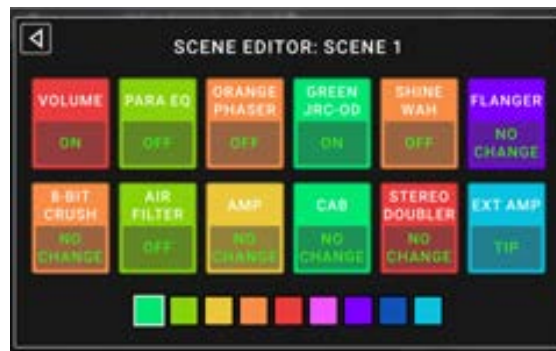 SCENE EDITOR: SCENE 1
VOLUME
ON
PARA EQ
OFF
ORANGE
PHASER
OFF
GREEN
JRC-OD
ON
SHINE
WAH
OFF
FLANGER
NO
CHANGE
8-BIT
CRUSH
NO
CHANGE
AIR
FILTER
OFF
AMP
NO
CHANGE
CAB
NO
CHANGE
STEREO
DOUBLER
NO
CHANGE
EXT AMP
TIP